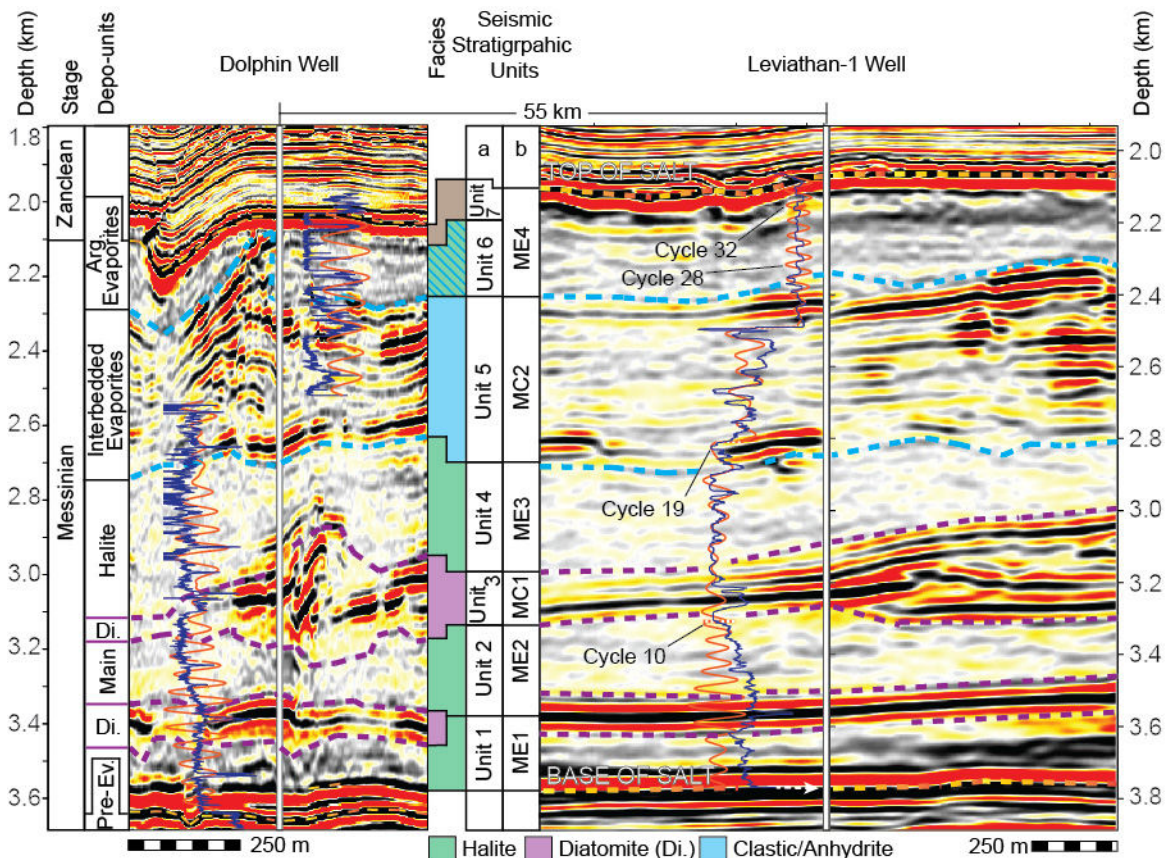 Depth (km)
Stage
Depo-units
Dolphin Well
Facies
Seismic
Stratigrpahic
Units
Leviathan-1 Well
Depth (km)
55 km
1.8
2.0
2.2
2.4
2.6
2.8
3.0
3.2
3.4
3.6
Zanclean
Messinian
Arg.
Evaporites
Interbedded
Evaporites
Halite
Di.
Main
Di.
Pre-Ev.
a
b
Unit
7
Unit 6
Unit 5
Unit 4
Unit 3
Unit 2
Unit 1
ME4
MC2
ME3
MC1
ME2
ME1
TOP OF SALT
Cycle 32
Cycle 28
Cycle 19
Cycle 10
BASE OF SALT
2.0
2.2
2.4
2.6
2.8
3.0
3.2
3.4
3.6
3.8
250 m
Halite
Diatomite (Di.)
Clastic/Anhydrite
250 m